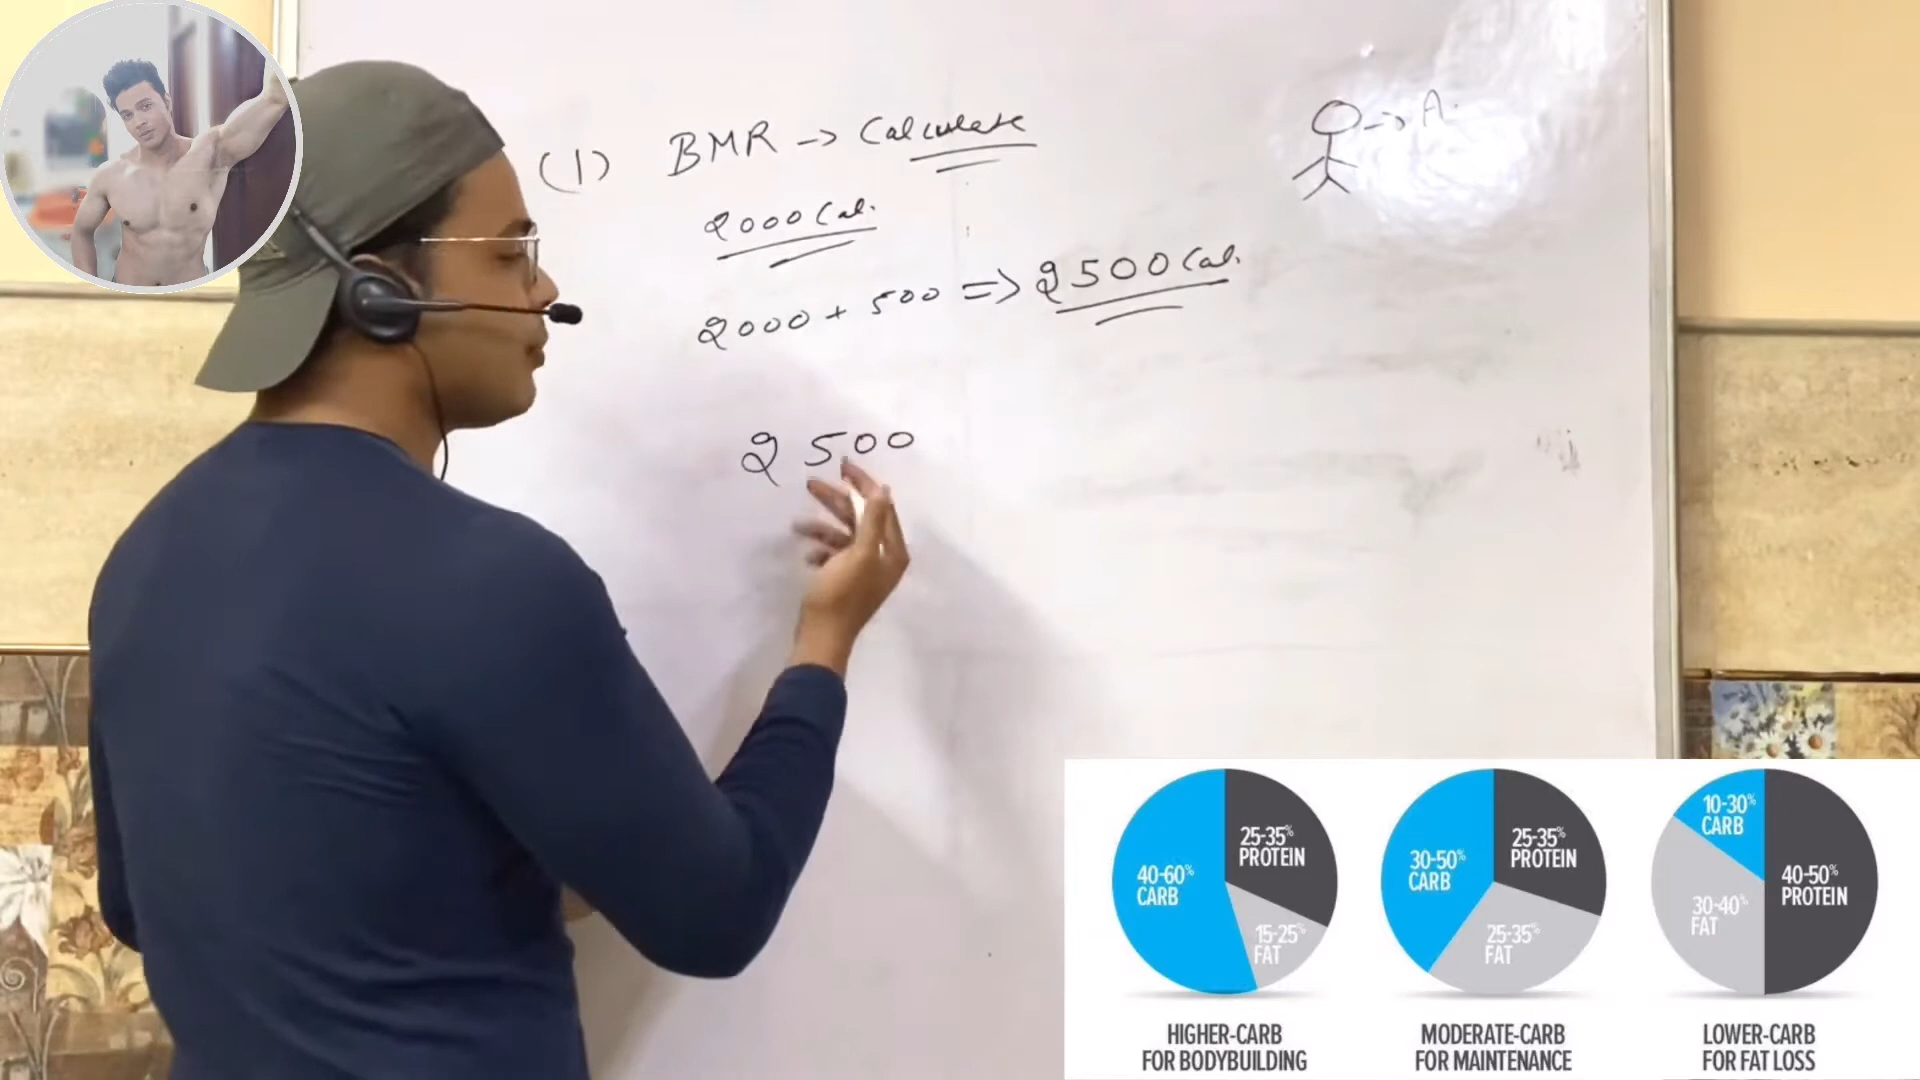 (1) BMR → Calculate
→ A.
2000 Cal.
2000 + 500 => 2500 Cal.
2500
40-60% CARB
25-35% PROTEIN
15-25% FAT
HIGHER-CARB
FOR BODYBUILDING
30-50% CARB
25-35% PROTEIN
25-35% FAT
MODERATE-CARB
FOR MAINTENANCE
10-30% CARB
40-50% PROTEIN
30-40% FAT
LOWER-CARB
FOR FAT LOSS